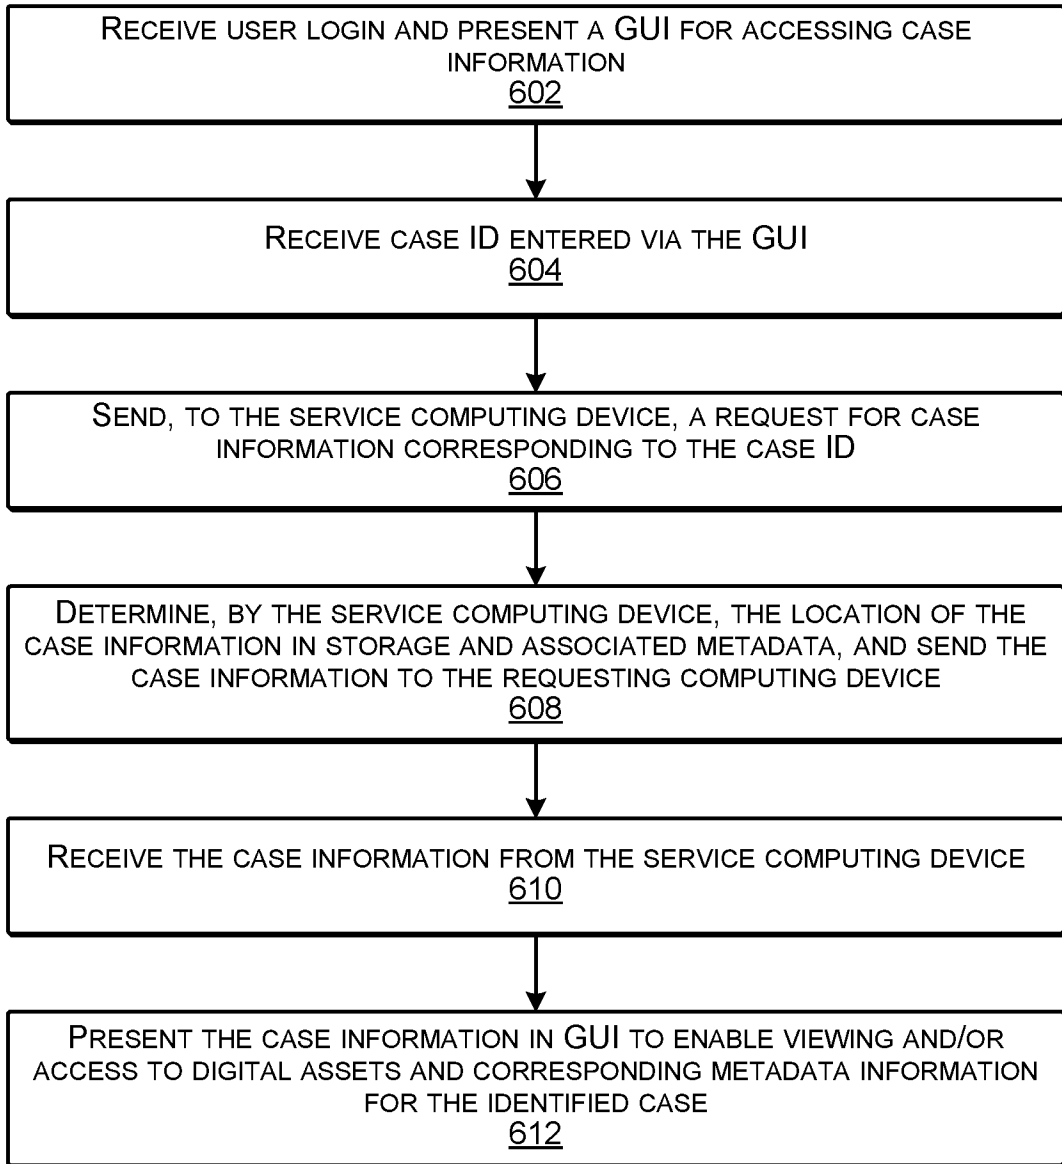 RECEIVE USER LOGIN AND PRESENT A GUI FOR ACCESSING CASE
INFORMATION
602
RECEIVE CASE ID ENTERED VIA THE GUI
604
SEND, TO THE SERVICE COMPUTING DEVICE, A REQUEST FOR CASE
INFORMATION CORRESPONDING TO THE CASE ID
606
DETERMINE, BY THE SERVICE COMPUTING DEVICE, THE LOCATION OF THE
CASE INFORMATION IN STORAGE AND ASSOCIATED METADATA, AND SEND THE
CASE INFORMATION TO THE REQUESTING COMPUTING DEVICE
608
RECEIVE THE CASE INFORMATION FROM THE SERVICE COMPUTING DEVICE
610
PRESENT THE CASE INFORMATION IN GUI TO ENABLE VIEWING AND/OR
ACCESS TO DIGITAL ASSETS AND CORRESPONDING METADATA INFORMATION
FOR THE IDENTIFIED CASE
612